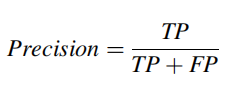 Precision = TP / (TP + FP)